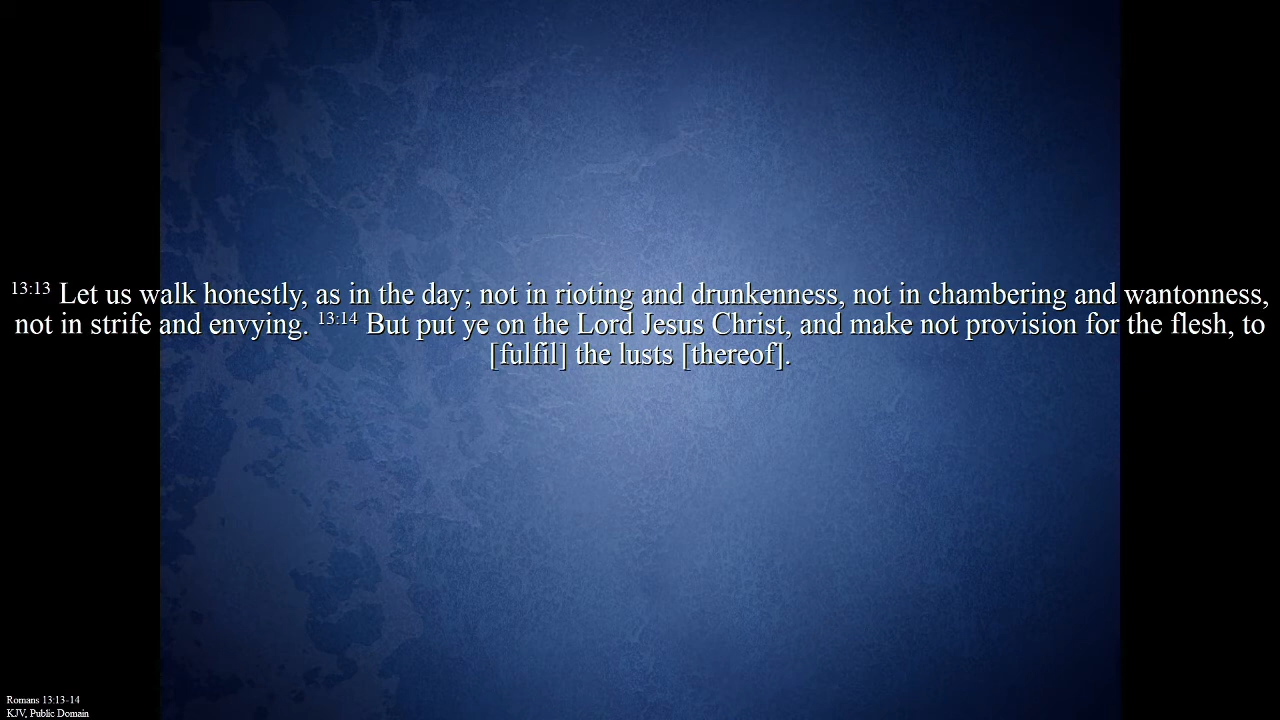 13:13 Let us walk honestly, as in the day; not in rioting and drunkenness, not in chambering and wantonness,
not in strife and envying. 13:14 But put ye on the Lord Jesus Christ, and make not provision for the flesh, to
[fulfil] the lusts [thereof].
Romans 13:13-14
KJV, Public Domain